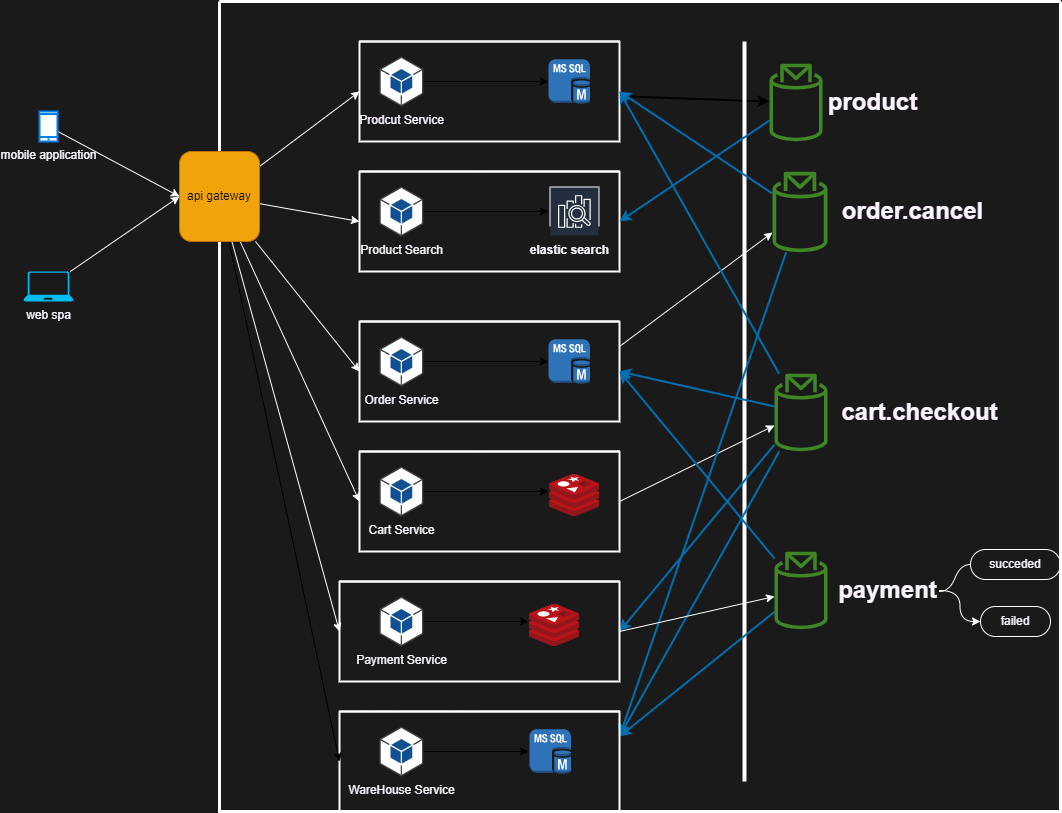 mobile application
web spa
api gateway
MS SQL
M
Prodcut Service
Product Search
elastic search
MS SQL
M
Order Service
Cart Service
Payment Service
MS SQL
M
WareHouse Service
product
order.cancel
cart.checkout
payment
succeded
failed